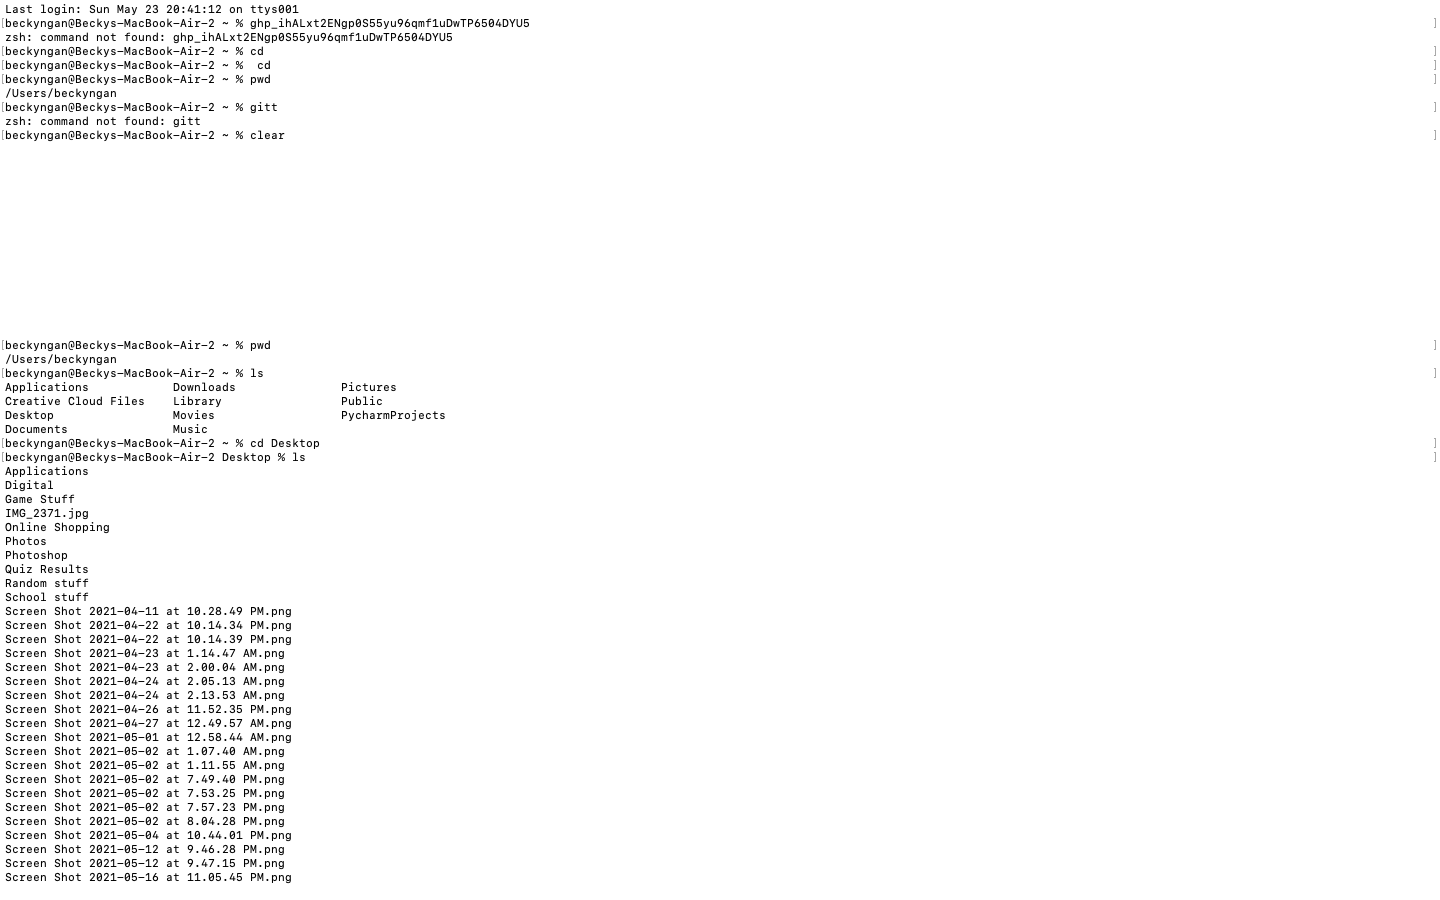 Last login: Sun May 23 20:41:12 on ttys001
[beckyngan@Beckys-MacBook-Air-2 ~ % 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 ]
zsh: command not found: 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
[beckyngan@Beckys-MacBook-Air-2 ~ % cd ]
[beckyngan@Beckys-MacBook-Air-2 ~ %  cd ]
[beckyngan@Beckys-MacBook-Air-2 ~ % pwd ]
/Users/beckyngan
[beckyngan@Beckys-MacBook-Air-2 ~ % gitt ]
zsh: command not found: gitt
[beckyngan@Beckys-MacBook-Air-2 ~ % clear ]
[beckyngan@Beckys-MacBook-Air-2 ~ % pwd ]
/Users/beckyngan
[beckyngan@Beckys-MacBook-Air-2 ~ % ls ]
Applications Downloads Pictures
Creative Cloud Files Library Public
Desktop Movies PycharmProjects
Documents Music
[beckyngan@Beckys-MacBook-Air-2 ~ % cd Desktop ]
[beckyngan@Beckys-MacBook-Air-2 Desktop % ls ]
Applications
Digital
Game Stuff
IMG_2371.jpg
Online Shopping
Photos
Photoshop
Quiz Results
Random stuff
School stuff
Screen Shot 2021-04-11 at 10.28.49 PM.png
Screen Shot 2021-04-22 at 10.14.34 PM.png
Screen Shot 2021-04-22 at 10.14.39 PM.png
Screen Shot 2021-04-23 at 1.14.47 AM.png
Screen Shot 2021-04-23 at 2.00.04 AM.png
Screen Shot 2021-04-24 at 2.05.13 AM.png
Screen Shot 2021-04-24 at 2.13.53 AM.png
Screen Shot 2021-04-26 at 11.52.35 PM.png
Screen Shot 2021-04-27 at 12.49.57 AM.png
Screen Shot 2021-05-01 at 12.58.44 AM.png
Screen Shot 2021-05-02 at 1.07.40 AM.png
Screen Shot 2021-05-02 at 1.11.55 AM.png
Screen Shot 2021-05-02 at 7.49.40 PM.png
Screen Shot 2021-05-02 at 7.53.25 PM.png
Screen Shot 2021-05-02 at 7.57.23 PM.png
Screen Shot 2021-05-02 at 8.04.28 PM.png
Screen Shot 2021-05-04 at 10.44.01 PM.png
Screen Shot 2021-05-12 at 9.46.28 PM.png
Screen Shot 2021-05-12 at 9.47.15 PM.png
Screen Shot 2021-05-16 at 11.05.45 PM.png